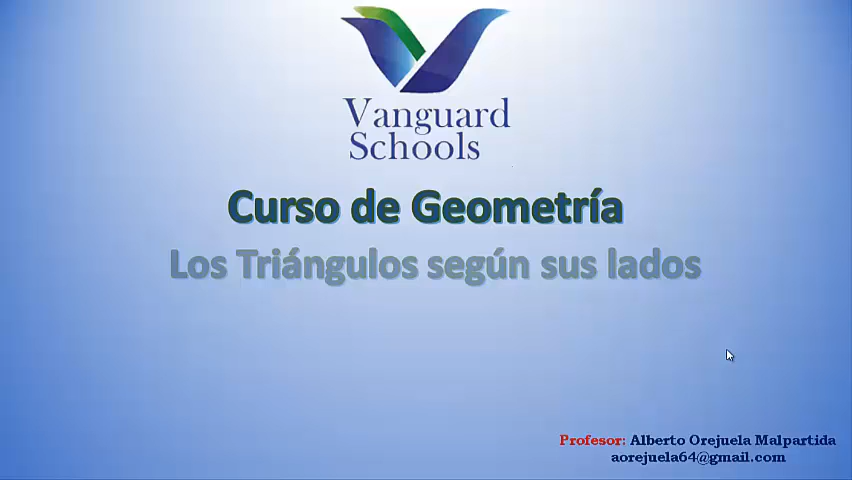 Vanguard
Schools
Curso de Geometría
Los Triángulos según sus lados
Profesor: Alberto Orejuela Malpartida
aorejuela64@gmail.com